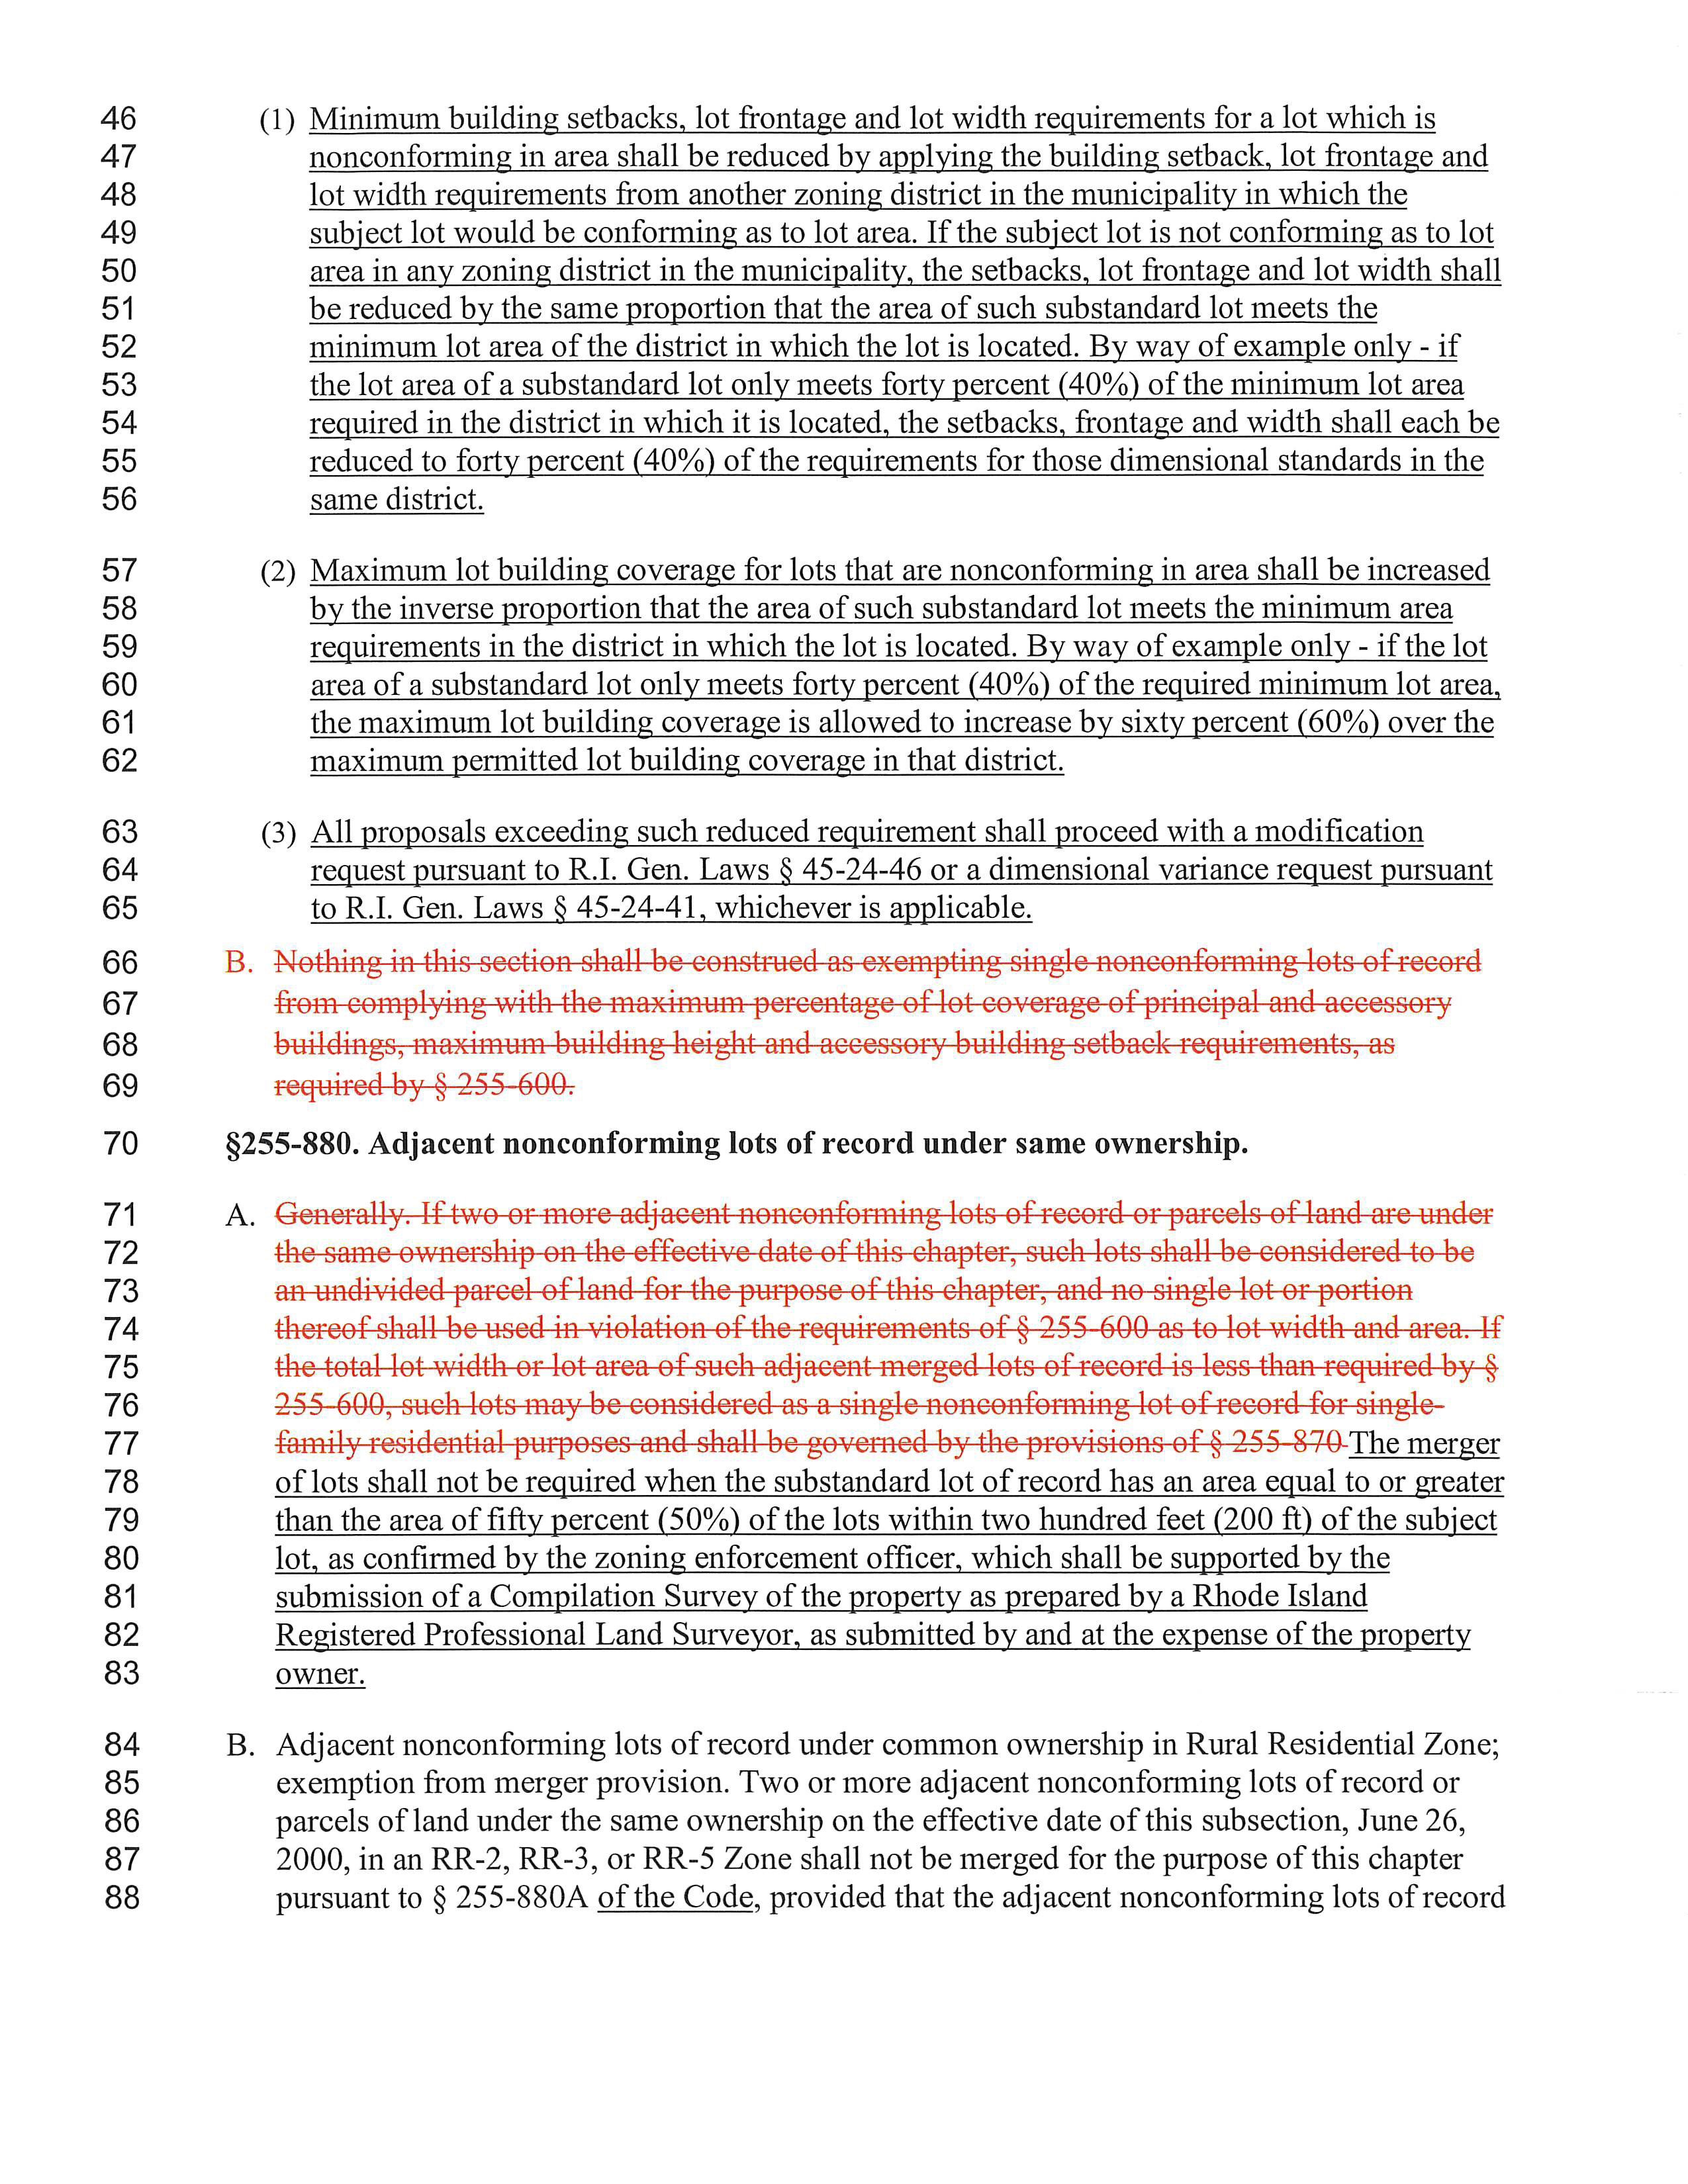 46 (1) Minimum building setbacks, lot frontage and lot width requirements for a lot which is
47 nonconforming in area shall be reduced by applying the building setback, lot frontage and
48 lot width requirements from another zoning district in the municipality in which the
49 subject lot would be conforming as to lot area. If the subject lot is not conforming as to lot
50 area in any zoning district in the municipality, the setbacks, lot frontage and lot width shall
51 be reduced by the same proportion that the area of such substandard lot meets the
52 minimum lot area of the district in which the lot is located. By way of example only - if
53 the lot area of a substandard lot only meets forty percent (40%) of the minimum lot area
54 required in the district in which it is located, the setbacks, frontage and width shall each be
55 reduced to forty percent (40%) of the requirements for those dimensional standards in the
56 same district.
57 (2) Maximum lot building coverage for lots that are nonconforming in area shall be increased
58 by the inverse proportion that the area of such substandard lot meets the minimum area
59 requirements in the district in which the lot is located. By way of example only - if the lot
60 area of a substandard lot only meets forty percent (40%) of the required minimum lot area,
61 the maximum lot building coverage is allowed to increase by sixty percent (60%) over the
62 maximum permitted lot building coverage in that district.
63 (3) All proposals exceeding such reduced requirement shall proceed with a modification
64 request pursuant to R.I. Gen. Laws § 45-24-46 or a dimensional variance request pursuant
65 to R.I. Gen. Laws § 45-24-41, whichever is applicable.
66 B. Nothing in this section shall be construed as exempting single nonconforming lots of record
67 from complying with the maximum percentage of lot coverage of principal and accessory
68 buildings, maximum building height and accessory building setback requirements, as
69 required by § 255-600.
70 §255-880. Adjacent nonconforming lots of record under same ownership.
71 A. Generally. If two or more adjacent nonconforming lots of record or parcels of land are under
72 the same ownership on the effective date of this chapter, such lots shall be considered to be
73 an undivided parcel of land for the purpose of this chapter, and no single lot or portion
74 thereof shall be used in violation of the requirements of § 255-600 as to lot width and area. If
75 the total lot width or lot area of such adjacent merged lots of record is less than required by §
76 255-600, such lots may be considered as a single nonconforming lot of record for single-
77 family residential purposes and shall be governed by the provisions of § 255-870 The merger
78 of lots shall not be required when the substandard lot of record has an area equal to or greater
79 than the area of fifty percent (50%) of the lots within two hundred feet (200 ft) of the subject
80 lot, as confirmed by the zoning enforcement officer, which shall be supported by the
81 submission of a Compilation Survey of the property as prepared by a Rhode Island
82 Registered Professional Land Surveyor, as submitted by and at the expense of the property
83 owner.
84 B. Adjacent nonconforming lots of record under common ownership in Rural Residential Zone;
85 exemption from merger provision. Two or more adjacent nonconforming lots of record or
86 parcels of land under the same ownership on the effective date of this subsection, June 26,
87 2000, in an RR-2, RR-3, or RR-5 Zone shall not be merged for the purpose of this chapter
88 pursuant to § 255-880A of the Code, provided that the adjacent nonconforming lots of record